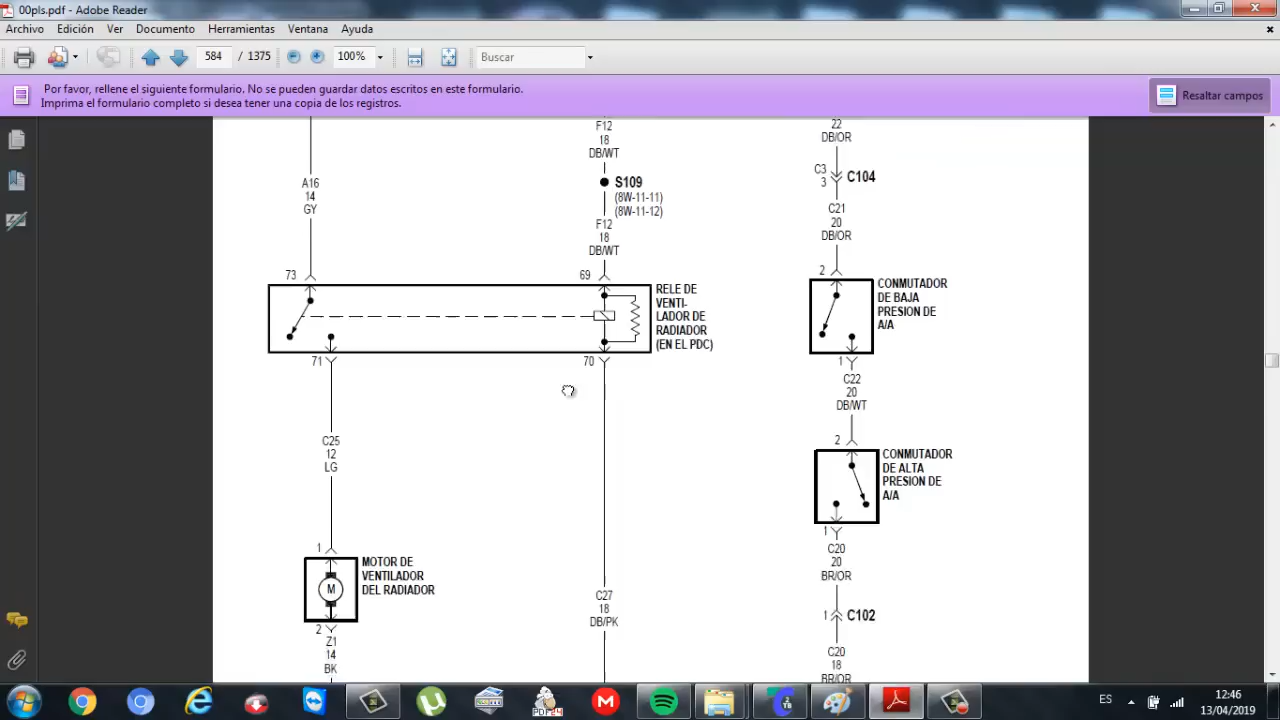 00pls.pdf - Adobe Reader
Archivo Edición Ver Documento Herramientas Ventana Ayuda
584 / 1375 100% Buscar
Por favor, rellene el siguiente formulario. No se pueden guardar datos escritos en este formulario.
Imprima el formulario completo si desea tener una copia de los registros.
Resaltar campos
A16
14
GY
73
F12
18
DB/WT
S109
(8W-11-11)
(8W-11-12)
F12
18
DB/WT
69
RELE DE
VENTI-
LADOR DE
RADIADOR
(EN EL PDC)
71
70
C25
12
LG
1
MOTOR DE
VENTILADOR
DEL RADIADOR
M
2
Z1
14
BK
C27
18
DB/PK
22
DB/OR
C3
3
C104
C21
20
DB/OR
2
CONMUTADOR
DE BAJA
PRESION DE
A/A
1
C22
20
DB/WT
2
CONMUTADOR
DE ALTA
PRESION DE
A/A
1
C20
20
BR/OR
1
C102
C20
18
BR/OR
PDF24
ES
12:46
13/04/2019